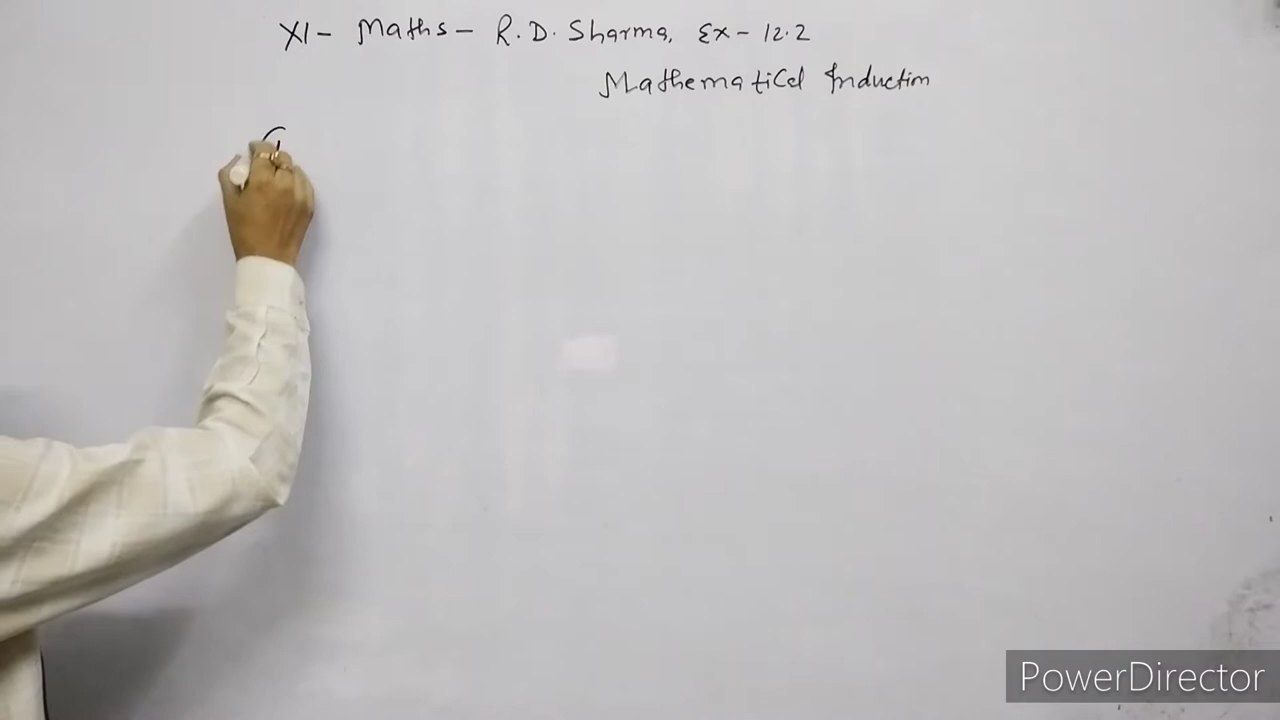 XI - Maths - R.D. Sharma, Ex - 12.2
Mathematical Induction
PowerDirector